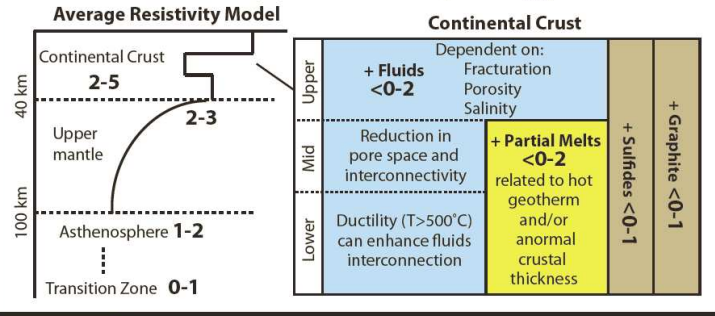 Average Resistivity Model
Continental Crust
2-5
40 km
2-3
Upper
mantle
100 km
Asthenosphere 1-2
Transition Zone 0-1
Continental Crust
Upper
+ Fluids
<0-2
Dependent on:
Fracturation
Porosity
Salinity
Mid
Reduction in
pore space and
interconnectivity
Lower
Ductility (T>500°C)
can enhance fluids
interconnection
+ Partial Melts
<0-2
related to hot
geotherm
and/or
anormal
crustal
thickness
+ Sulfides <0-1
+ Graphite <0-1